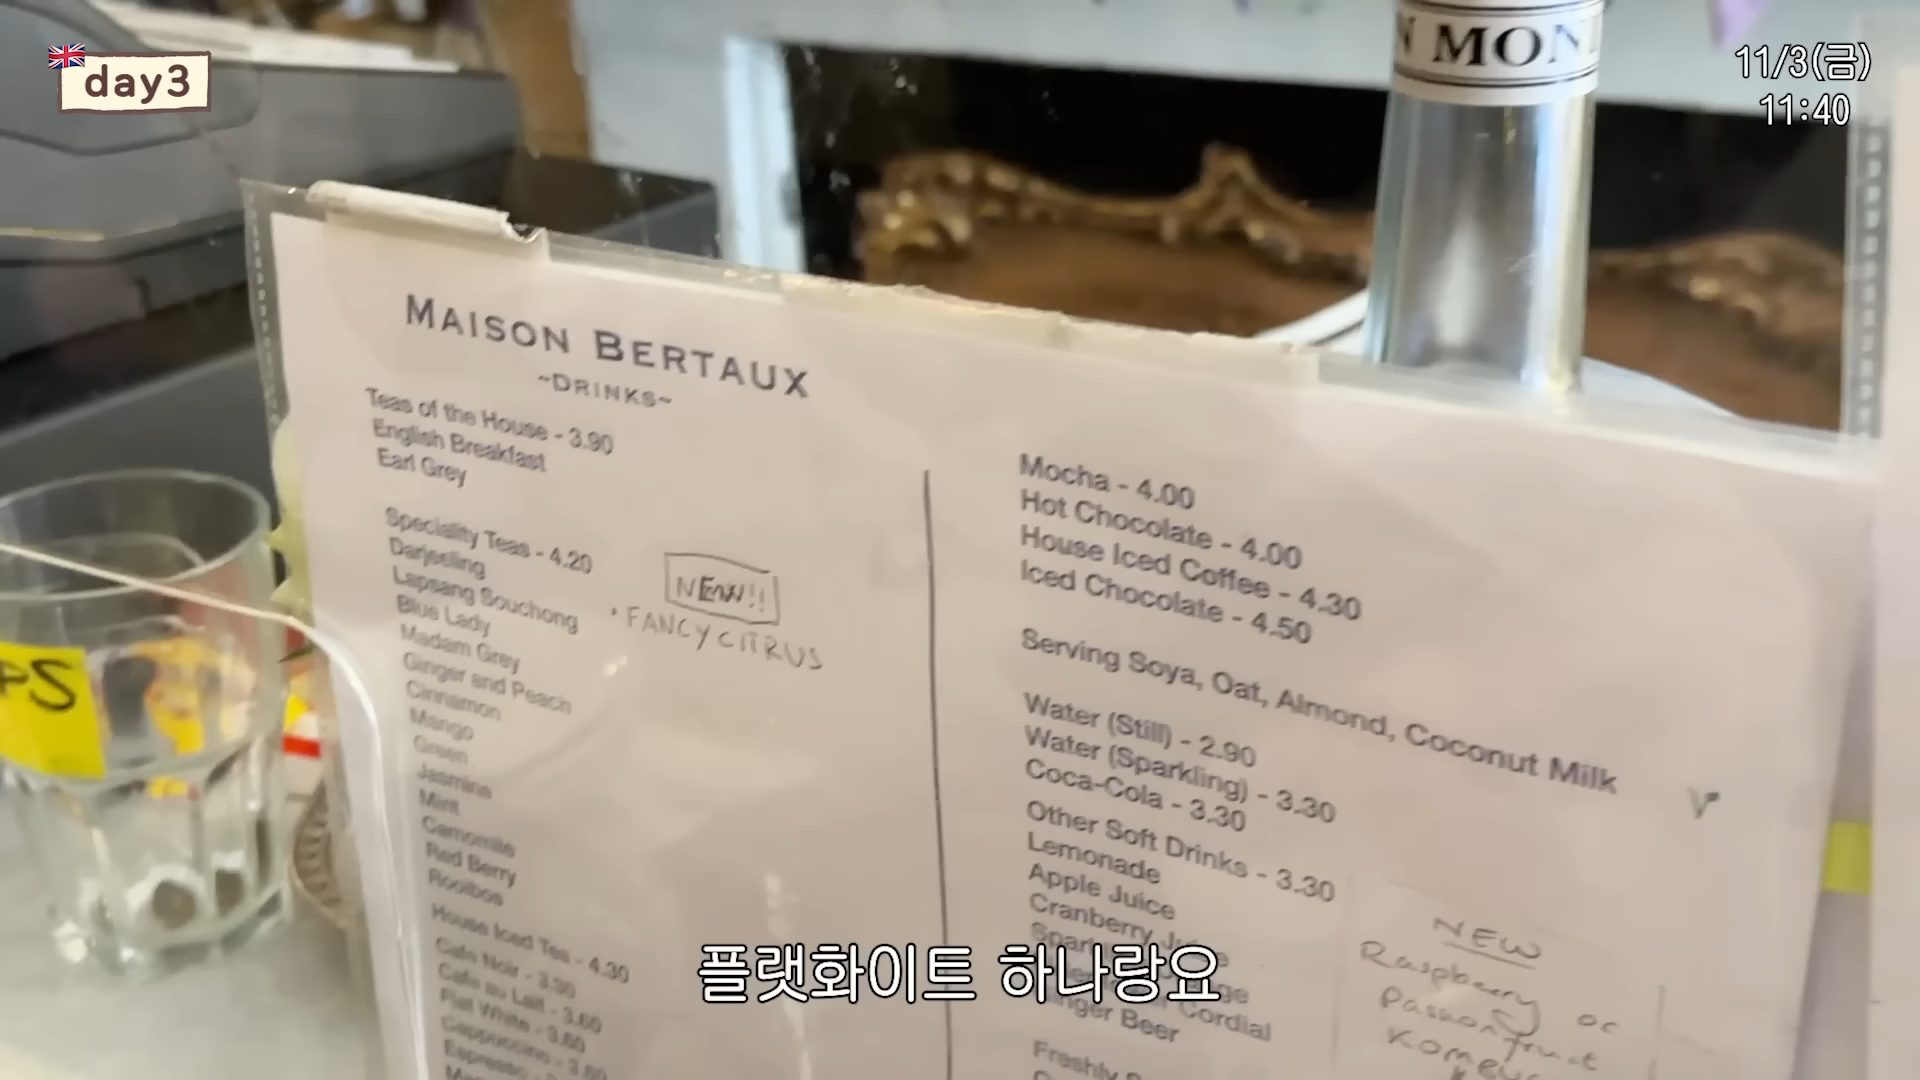 day3
11/3(금)
11:40
N MON
PS
MAISON BERTAUX
~DRINKS~
Teas of the House - 3.90
English Breakfast
Earl Grey
Speciality Teas - 4.20
Darjeeling
Lapsang Souchong
Blue Lady
Madam Grey
Ginger and Peach
Cinnamon
Mango
Green
Jasmine
Mint
Camomile
Red Berry
Rooibos
NEW!!
• FANCY CITRUS
House Iced Tea - 4.30
Cafe Noir - 3.30
Cafe au Lait - 3.60
Flat White - 3.60
Cappuccino - 3.60
Espresso -
Mocha - 4.00
Hot Chocolate - 4.00
House Iced Coffee - 4.30
Iced Chocolate - 4.50
Serving Soya, Oat, Almond, Coconut Milk
Water (Still) - 2.90
Water (Sparkling) - 3.30
Coca-Cola - 3.30
Other Soft Drinks - 3.30
Lemonade
Apple Juice
Cranberry Juice
Cordial
Ginger Beer
Freshly
NEW
Raspberry or
Passionfruit
플랫화이트 하나랑요